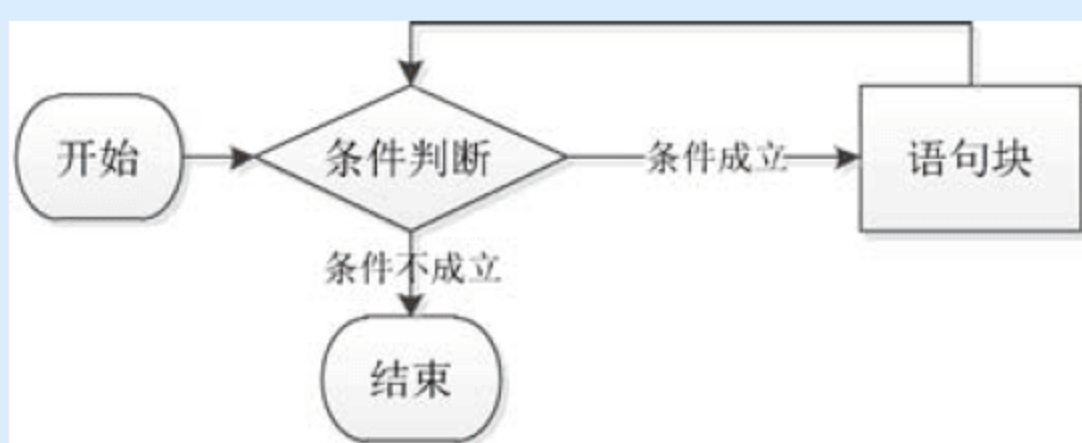 开始
条件判断
条件成立
语句块
条件不成立
结束